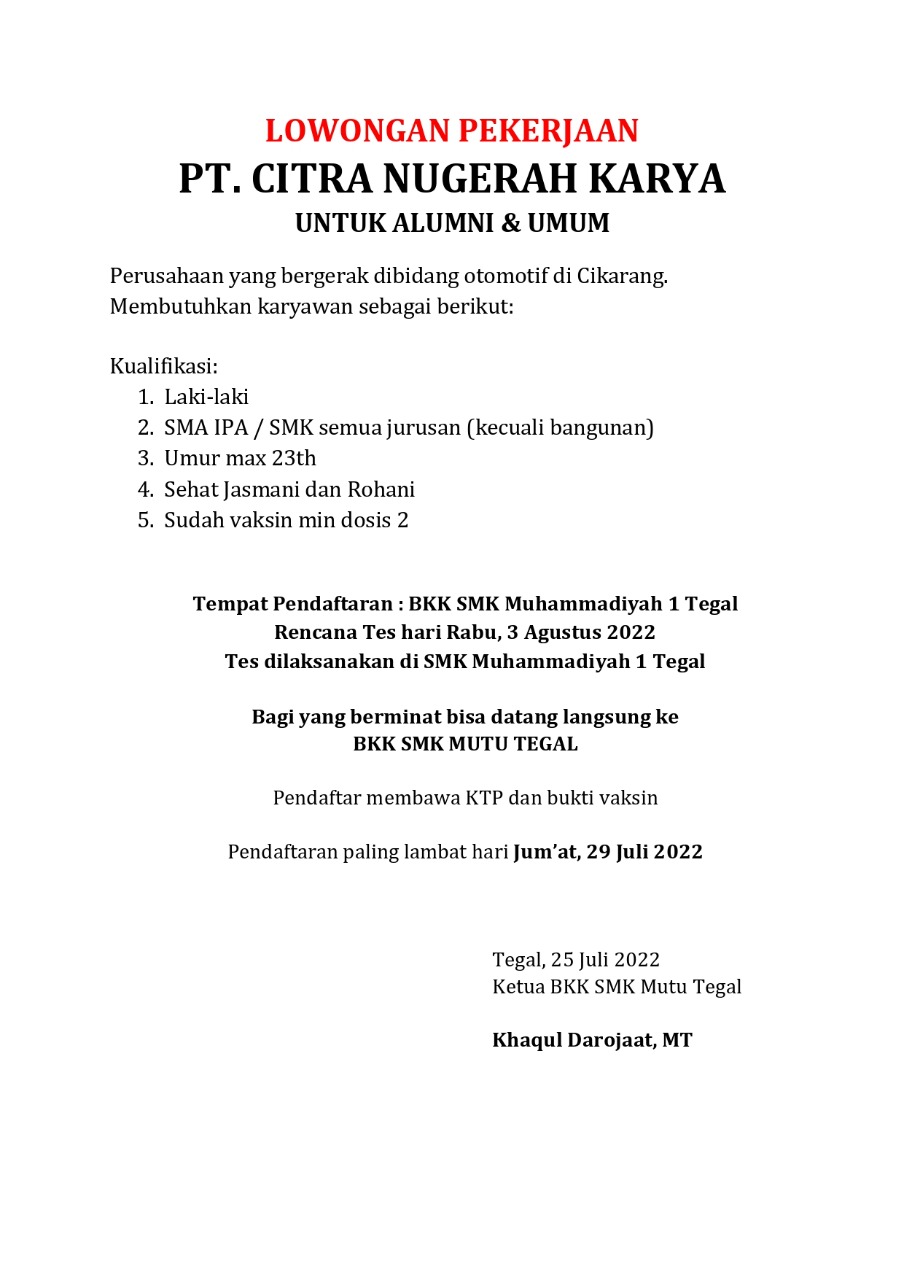 LOWONGAN PEKERJAAN
PT. CITRA NUGERAH KARYA
UNTUK ALUMNI & UMUM
Perusahaan yang bergerak dibidang otomotif di Cikarang.
Membutuhkan karyawan sebagai berikut:
Kualifikasi:
1. Laki-laki
2. SMA IPA / SMK semua jurusan (kecuali bangunan)
3. Umur max 23th
4. Sehat Jasmani dan Rohani
5. Sudah vaksin min dosis 2
Tempat Pendaftaran : BKK SMK Muhammadiyah 1 Tegal
Rencana Tes hari Rabu, 3 Agustus 2022
Tes dilaksanakan di SMK Muhammadiyah 1 Tegal
Bagi yang berminat bisa datang langsung ke
BKK SMK MUTU TEGAL
Pendaftar membawa KTP dan bukti vaksin
Pendaftaran paling lambat hari Jum’at, 29 Juli 2022
Tegal, 25 Juli 2022
Ketua BKK SMK Mutu Tegal
Khaqul Darojaat, MT